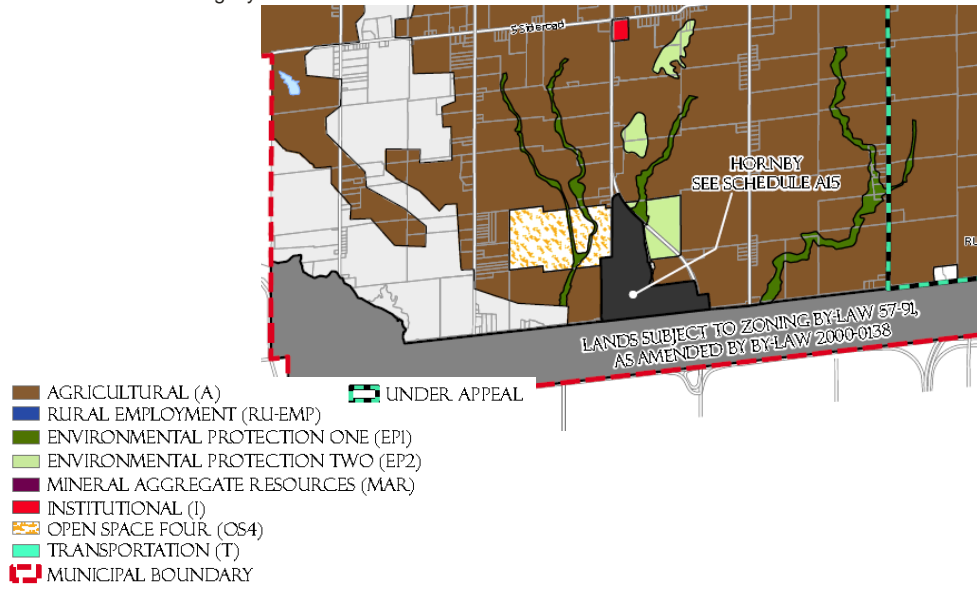 5 Sideroad
HORNBY
SEE SCHEDULE A15
RU
LANDS SUBJECT TO ZONING BY-LAW 57-91,
AS AMENDED BY BY-LAW 2000-0138
AGRICULTURAL (A)
UNDER APPEAL
RURAL EMPLOYMENT (RU-EMP)
ENVIRONMENTAL PROTECTION ONE (EP1)
ENVIRONMENTAL PROTECTION TWO (EP2)
MINERAL AGGREGATE RESOURCES (MAR)
INSTITUTIONAL (I)
OPEN SPACE FOUR (OS4)
TRANSPORTATION (T)
MUNICIPAL BOUNDARY